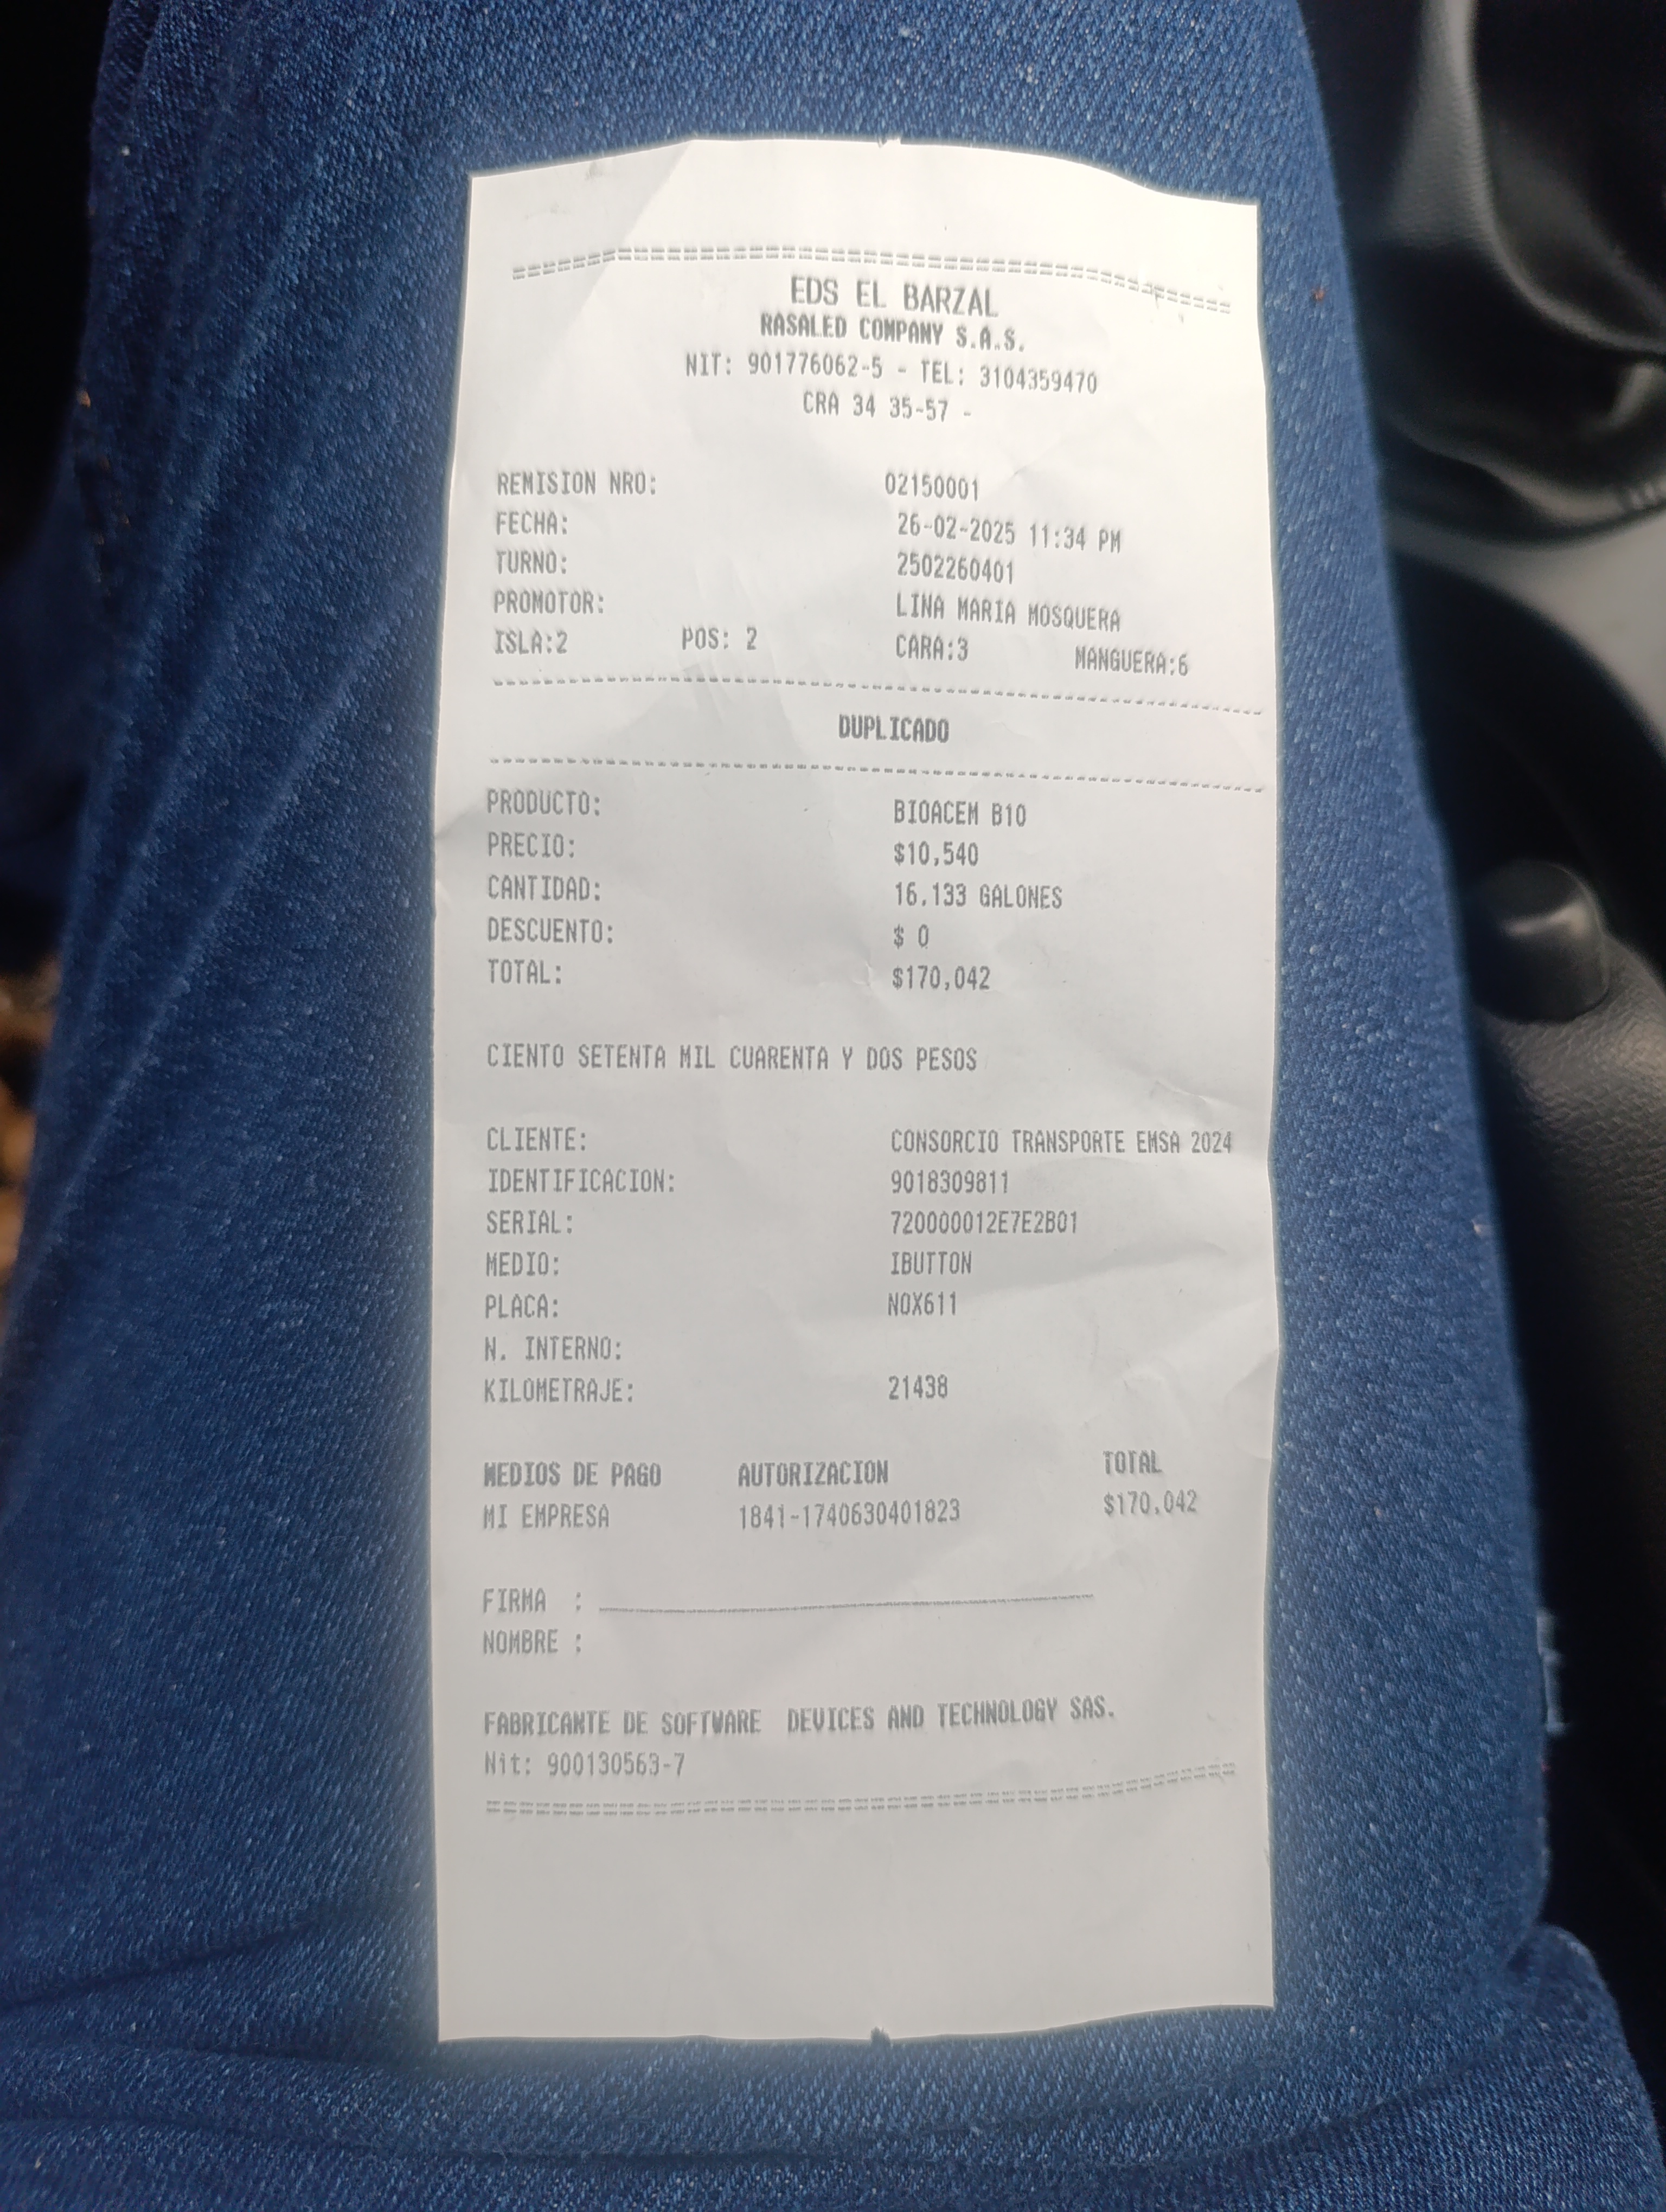 ================================================
EDS EL BARZAL
RASALED COMPANY S.A.S.
NIT: 901776062-5 - TEL: 3104359470
CRA 34 35-57 -
REMISION NRO: 02150001
FECHA: 26-02-2025 11:34 PM
TURNO: 2502260401
PROMOTOR: LINA MARIA MOSQUERA
ISLA:2 POS: 2 CARA:3 MANGUERA:6
------------------------------------------------
DUPLICADO
------------------------------------------------
PRODUCTO: BIOACEM B10
PRECIO: $10,540
CANTIDAD: 16.133 GALONES
DESCUENTO: $ 0
TOTAL: $170,042
CIENTO SETENTA MIL CUARENTA Y DOS PESOS
CLIENTE: CONSORCIO TRANSPORTE EMSA 2024
IDENTIFICACION: 9018309811
SERIAL: 720000012E7E2B01
MEDIO: IBUTTON
PLACA: NOX611
N. INTERNO:
KILOMETRAJE: 21438
MEDIOS DE PAGO AUTORIZACION TOTAL
MI EMPRESA 1841-1740630401823 $170,042
FIRMA : ________________________________
NOMBRE :
FABRICANTE DE SOFTWARE DEVICES AND TECHNOLOGY SAS.
Nit: 900130563-7
================================================